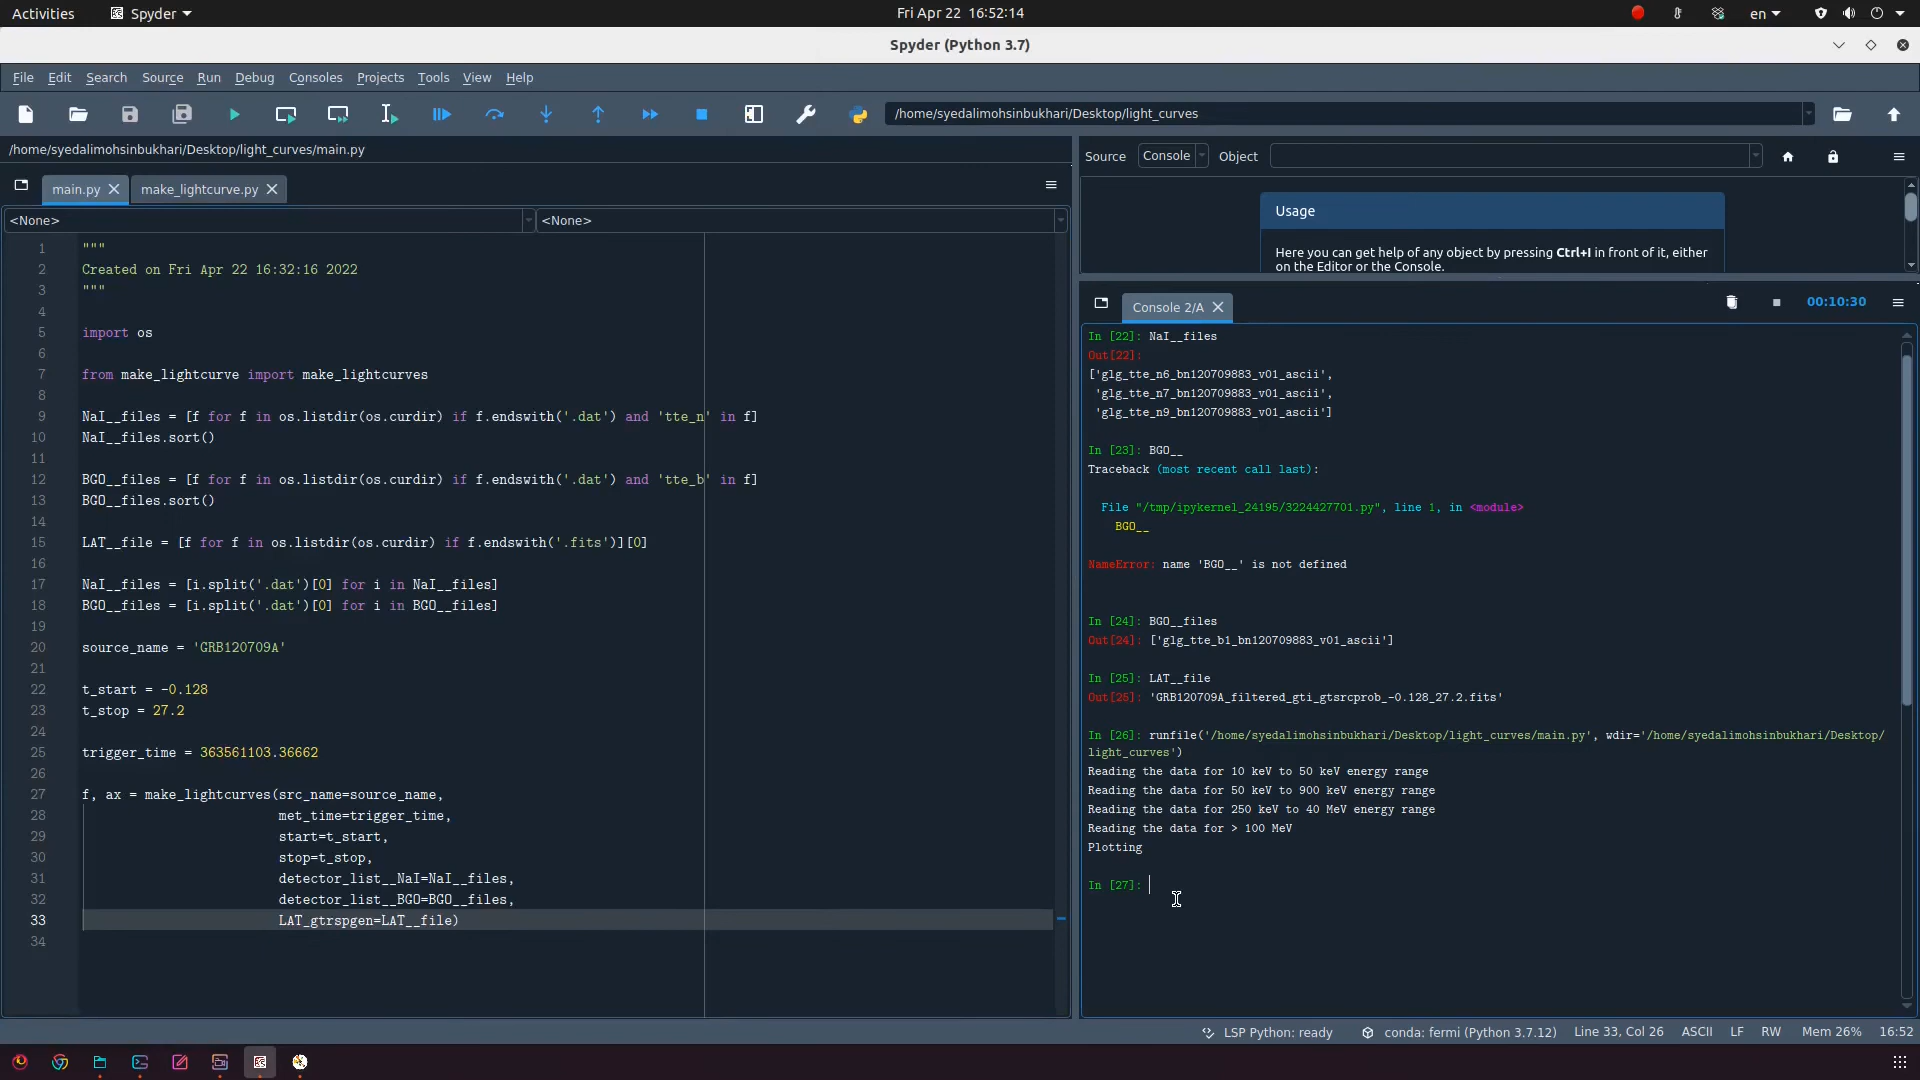 Activities
Spyder
Fri Apr 22  16:52:14
en
Spyder (Python 3.7)
File Edit Search Source Run Debug Consoles Projects Tools View Help
/home/syedalimohsinbukhari/Desktop/light_curves
/home/syedalimohsinbukhari/Desktop/light_curves/main.py
main.py
make_lightcurve.py
<None>
<None>
1 """
2 Created on Fri Apr 22 16:32:16 2022
3 """
4
5 import os
6
7 from make_lightcurve import make_lightcurves
8
9 NaI__files = [f for f in os.listdir(os.curdir) if f.endswith('.dat') and 'tte_n' in f]
10 NaI__files.sort()
11
12 BGO__files = [f for f in os.listdir(os.curdir) if f.endswith('.dat') and 'tte_b' in f]
13 BGO__files.sort()
14
15 LAT__file = [f for f in os.listdir(os.curdir) if f.endswith('.fits')][0]
16
17 NaI__files = [i.split('.dat')[0] for i in NaI__files]
18 BGO__files = [i.split('.dat')[0] for i in BGO__files]
19
20 source_name = 'GRB120709A'
21
22 t_start = -0.128
23 t_stop = 27.2
24
25 trigger_time = 363561103.36662
26
27 f, ax = make_lightcurves(src_name=source_name,
28 met_time=trigger_time,
29 start=t_start,
30 stop=t_stop,
31 detector_list__NaI=NaI__files,
32 detector_list__BGO=BGO__files,
33 LAT_gtrspgen=LAT__file)
34
Source Console Object
Usage
Here you can get help of any object by pressing Ctrl+I in front of it, either
on the Editor or the Console.
Console 2/A
00:10:30
In [22]: NaI__files
Out[22]:
['glg_tte_n6_bn120709883_v01_ascii',
'glg_tte_n7_bn120709883_v01_ascii',
'glg_tte_n9_bn120709883_v01_ascii']
In [23]: BGO__
Traceback (most recent call last):
File "/tmp/ipykernel_24195/3224427701.py", line 1, in <module>
BGO__
NameError: name 'BGO__' is not defined
In [24]: BGO__files
Out[24]: ['glg_tte_b1_bn120709883_v01_ascii']
In [25]: LAT__file
Out[25]: 'GRB120709A_filtered_gti_gtsrcprob_-0.128_27.2.fits'
In [26]: runfile('/home/syedalimohsinbukhari/Desktop/light_curves/main.py', wdir='/home/syedalimohsinbukhari/Desktop/
light_curves')
Reading the data for 10 keV to 50 keV energy range
Reading the data for 50 keV to 900 keV energy range
Reading the data for 250 keV to 40 MeV energy range
Reading the data for > 100 MeV
Plotting
In [27]:
LSP Python: ready
conda: fermi (Python 3.7.12)
Line 33, Col 26
ASCII
LF
RW
Mem 26%
16:52